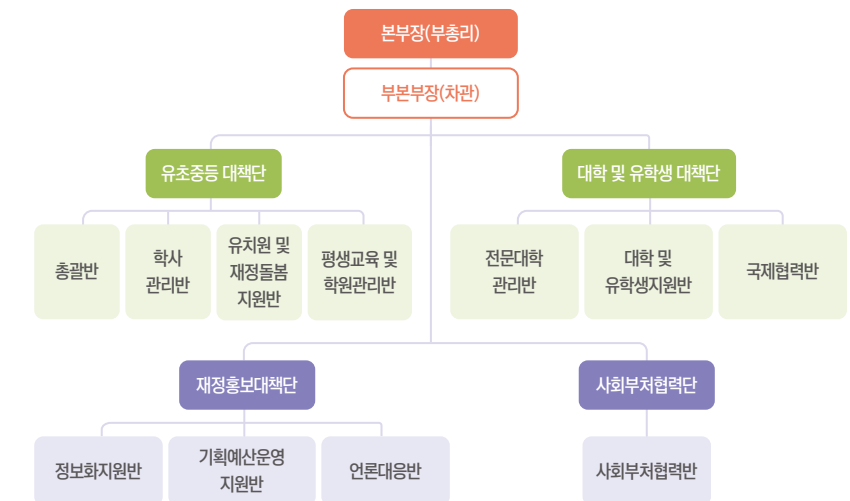 본부장(부총리)
부본부장(차관)
유초중등 대책단
대학 및 유학생 대책단
총괄반
학사
관리반
유치원 및
재정돌봄
지원반
평생교육 및
학원관리반
전문대학
관리반
대학 및
유학생지원반
국제협력반
재정홍보대책단
사회부처협력단
정보화지원반
기획예산운영
지원반
언론대응반
사회부처협력반